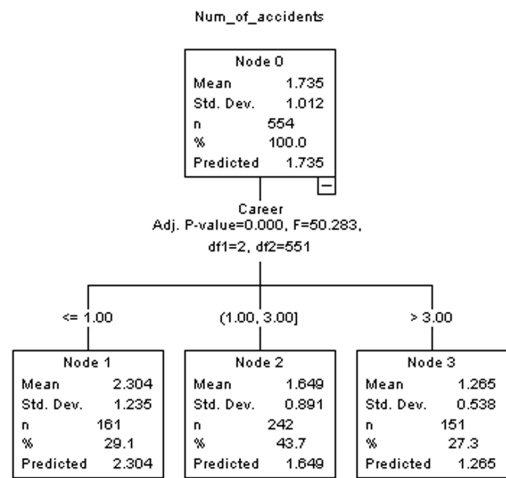 Num_of_accidents
Node 0
Mean 1.735
Std. Dev. 1.012
n 554
% 100.0
Predicted 1.735
Career
Adj. P-value=0.000, F=50.283,
df1=2, df2=551
<= 1.00
(1.00, 3.00]
> 3.00
Node 1
Mean 2.304
Std. Dev. 1.235
n 161
% 29.1
Predicted 2.304
Node 2
Mean 1.649
Std. Dev. 0.891
n 242
% 43.7
Predicted 1.649
Node 3
Mean 1.265
Std. Dev. 0.538
n 151
% 27.3
Predicted 1.265